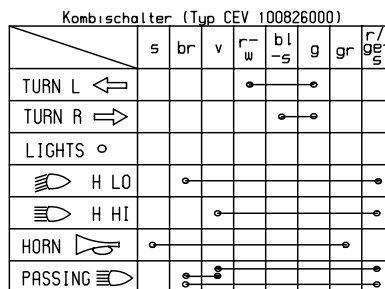 Kombischalter (Typ CEV 100826000)
s br v r-w bl-s g gr r/ge-s
TURN L
TURN R
LIGHTS
H LO
H HI
HORN
PASSING